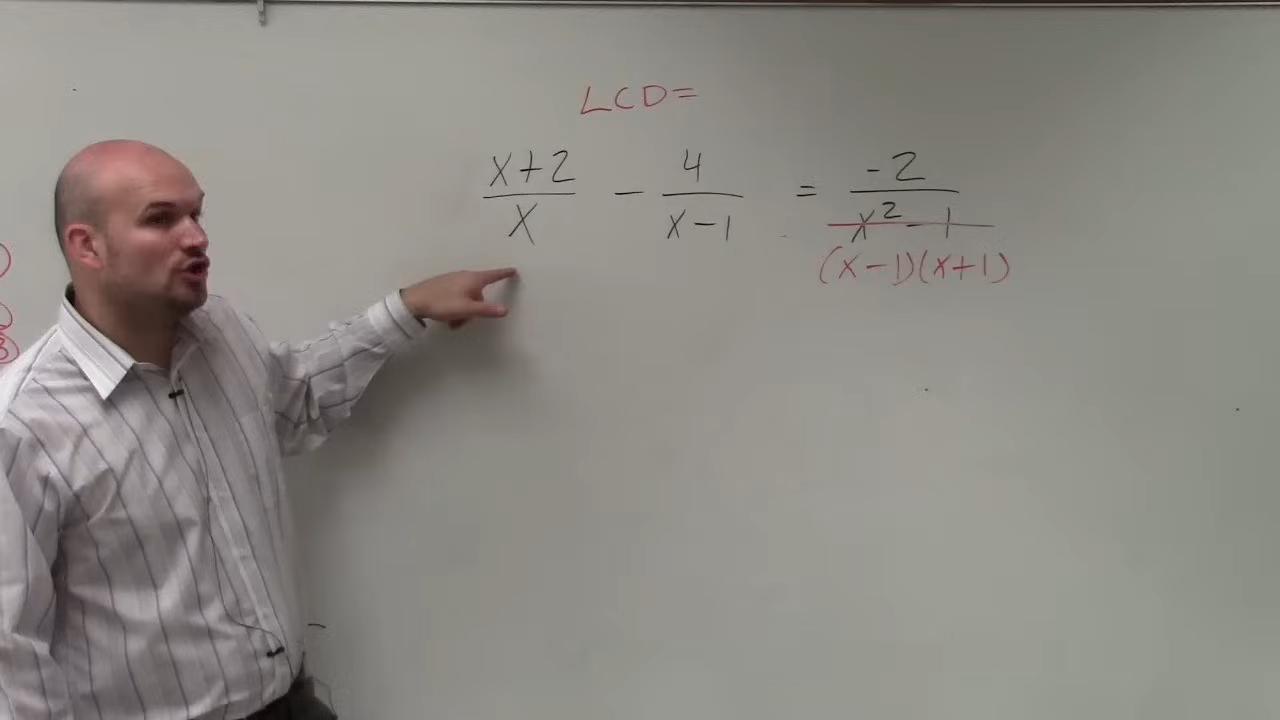 LCD=
x+2 4 -2
— - — = —
x x-1 x² - 1
(x-1)(x+1)